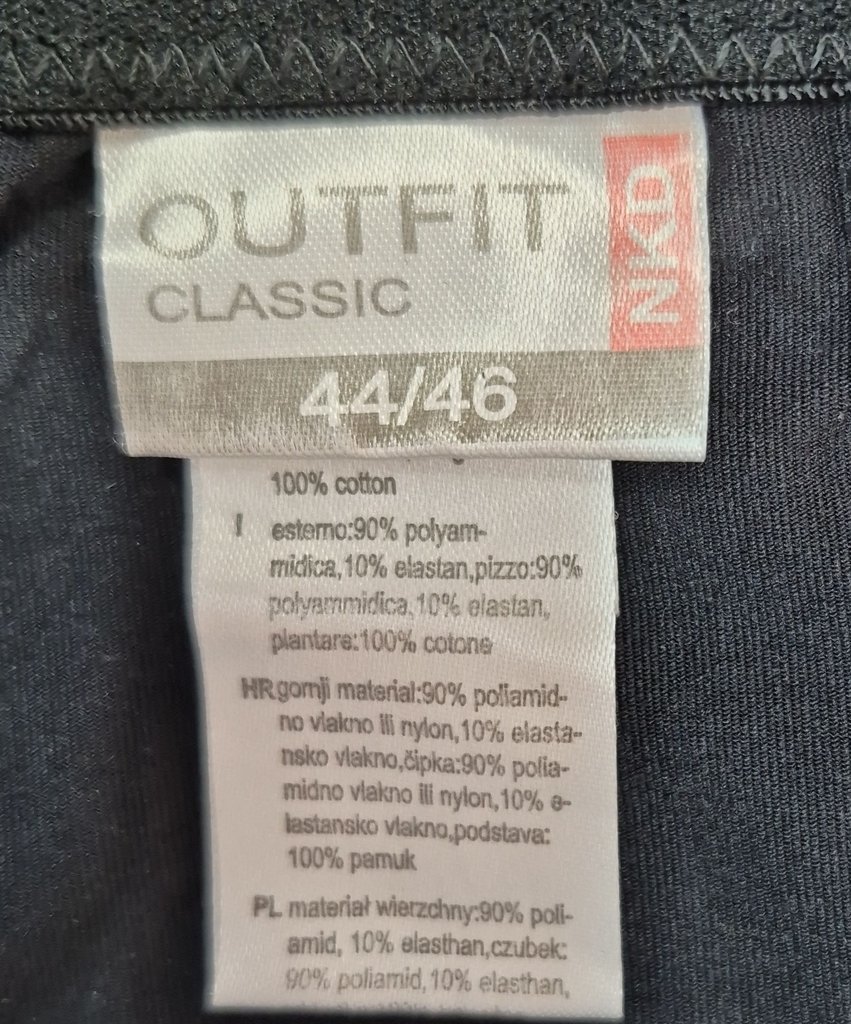 OUTFIT
CLASSIC
NKD
44/46
100% cotton
I esterno:90% polyam-
midica,10% elastan,pizzo:90%
polyammidica,10% elastan,
plantare:100% cotone
HR gornji material:90% poliamid-
no vlakno ili nylon,10% elasta-
nsko vlakno,čipka:90% polia-
midno vlakno ili nylon,10% e-
lastansko vlakno,podstava:
100% pamuk
PL materiał wierzchny:90% poli-
amid, 10% elasthan,czubek:
90% poliamid,10% elasthan,